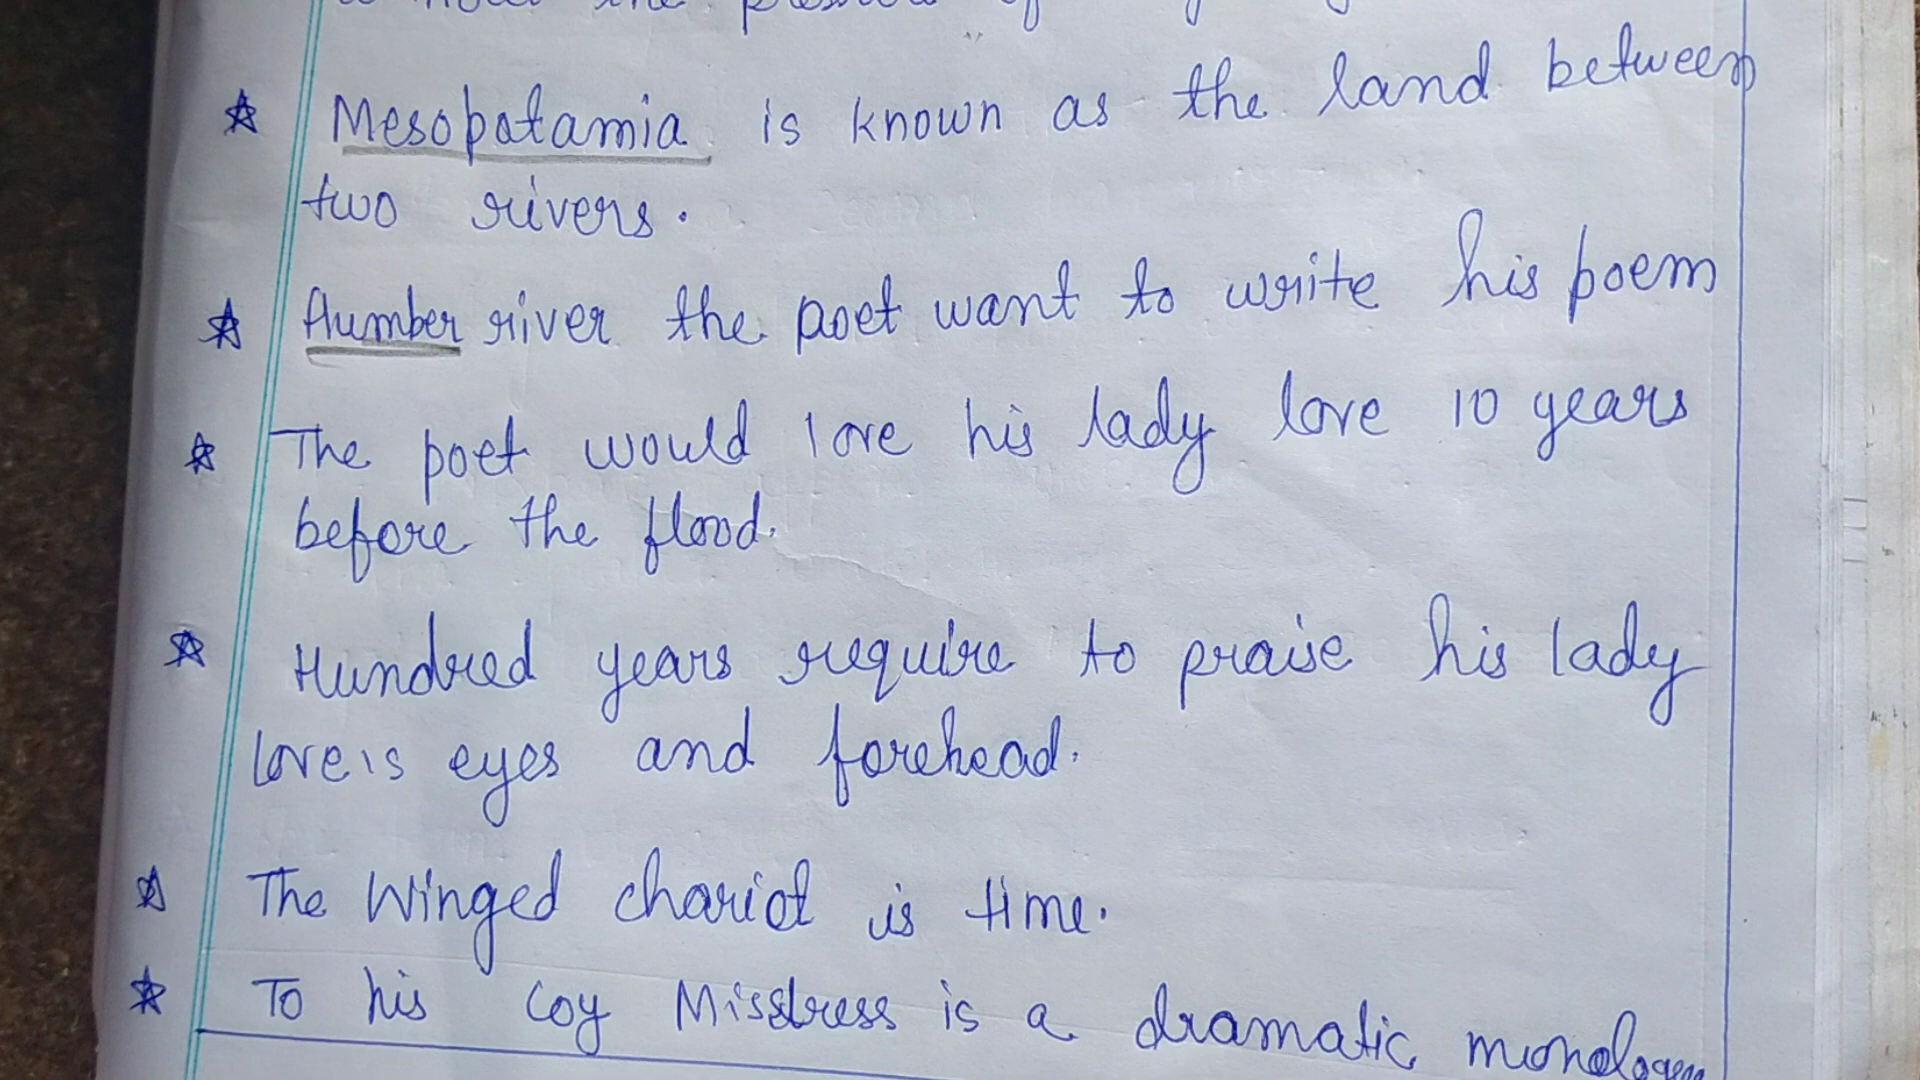 the
☆ Mesopotamia is known as the land between
two rivers.
☆ Humber river the poet want to write his poem
☆ The poet would love his lady love 10 years
before the flood.
☆ Hundred years require to praise his lady
love is eyes and forehead.
☆ The Winged chariot is time.
☆ To his Coy Misstress is a dramatic